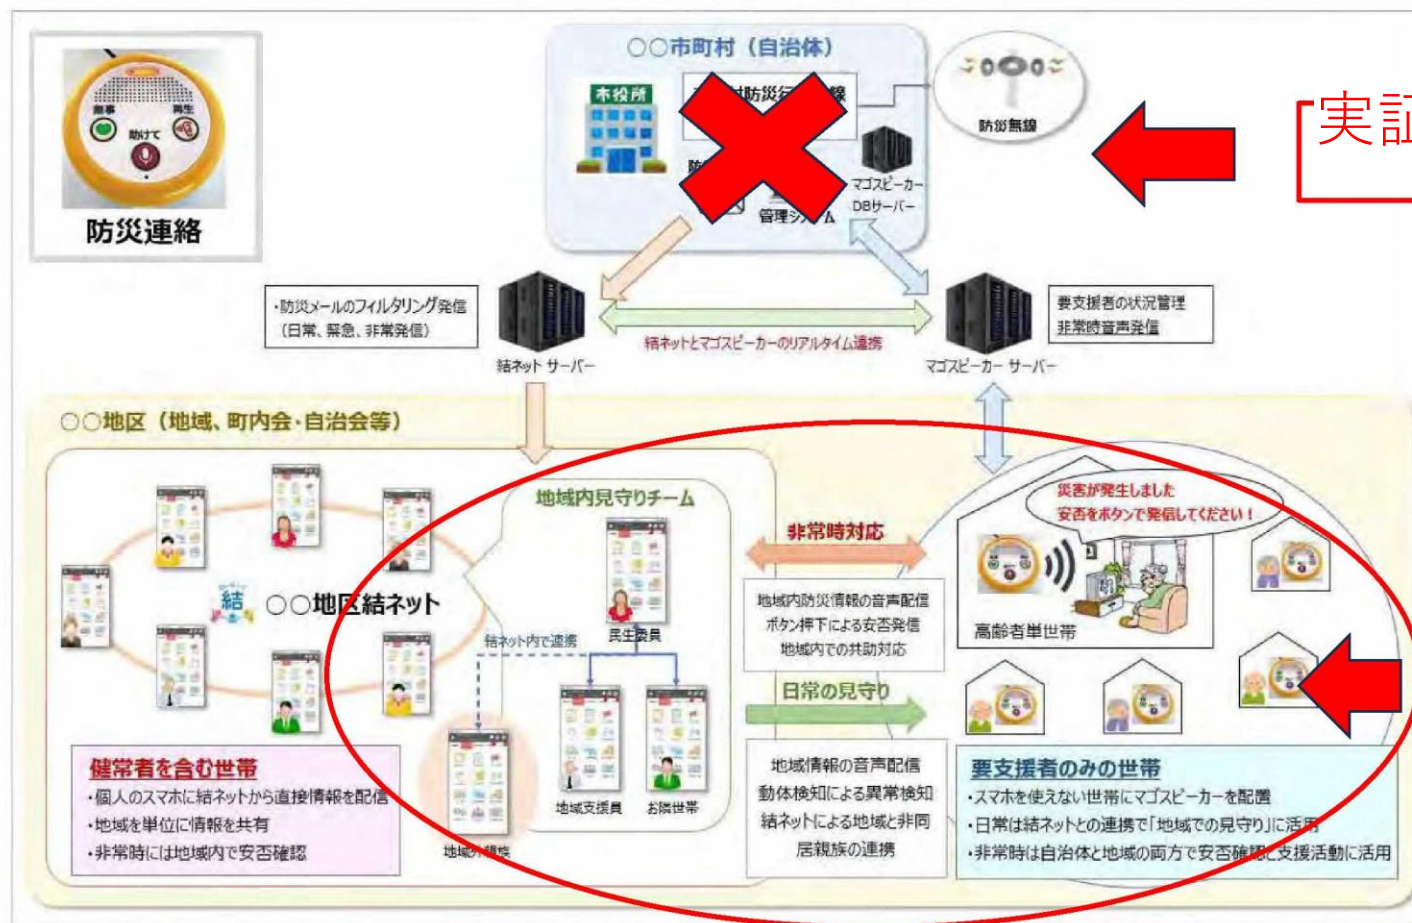 無事
再生
助けて
防災連絡
○○市町村（自治体）
市役所
防災無線
マゴスピーカー
DBサーバー
管理システム
実証
・防災メールのフィルタリング発信
（日常、緊急、非常発信）
結ネット サーバー
結ネットとマゴスピーカーのリアルタイム連携
マゴスピーカー サーバー
要支援者の状況管理
非常時音声発信
○○地区（地域、町内会・自治会等）
結
○○地区結ネット
地域内見守りチーム
民生委員
結ネット内で連携
地域支援員
お隣世帯
地域外親族
健常者を含む世帯
・個人のスマホに結ネットから直接情報を配信
・地域を単位に情報を共有
・非常時には地域内で安否確認
非常時対応
地域内防災情報の音声配信
ボタン押下による安否発信
地域内での共助対応
日常の見守り
地域情報の音声配信
動体検知による異常検知
結ネットによる地域と非同
居親族の連携
災害が発生しました
安否をボタンで発信してください！
高齢者単世帯
要支援者のみの世帯
・スマホを使えない世帯にマゴスピーカーを配置
・日常は結ネットとの連携で「地域での見守り」に活用
・非常時は自治体と地域の両方で安否確認と支援活動に活用